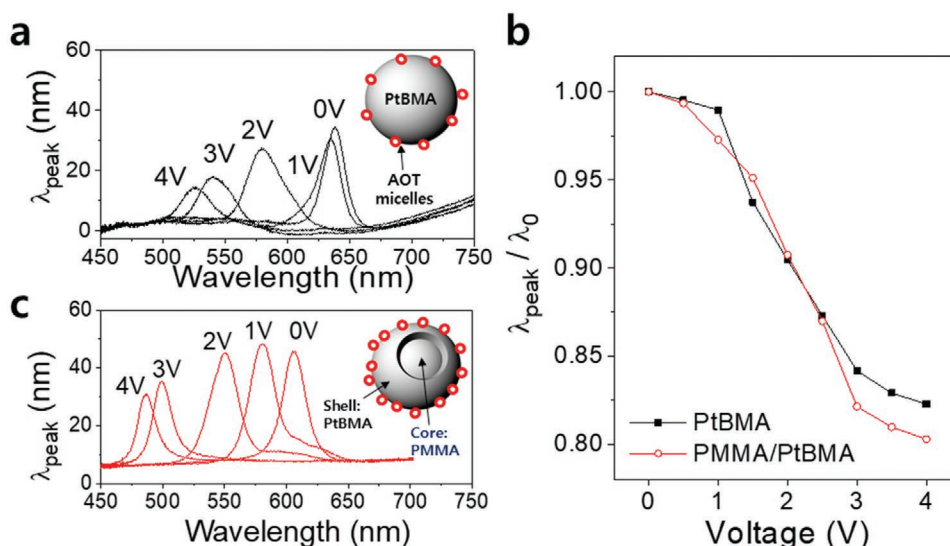 a
60
40
20
0
λpeak (nm)
4V
3V
2V
1V
0V
PtBMA
AOT
micelles
450 500 550 600 650 700 750
Wavelength (nm)
c
60
40
20
0
λpeak (nm)
4V
3V
2V
1V
0V
Shell:
PtBMA
Core:
PMMA
450 500 550 600 650 700 750
Wavelength (nm)
b
1.00
0.95
0.90
0.85
0.80
λpeak / λ0
PtBMA
PMMA/PtBMA
0 1 2 3 4
Voltage (V)